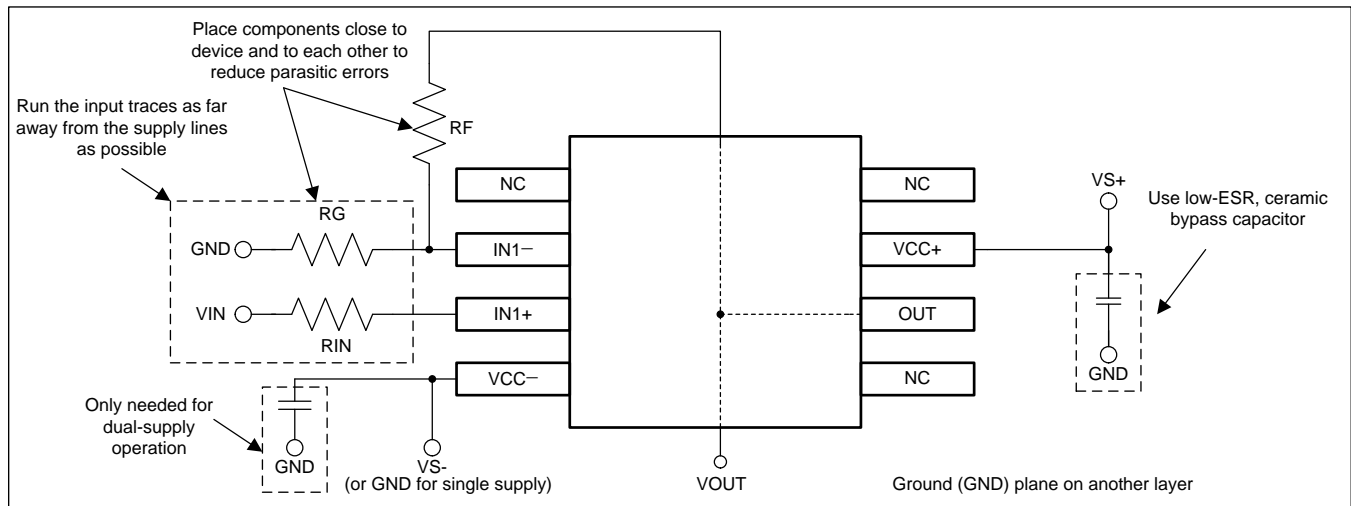 Place components close to
device and to each other to
reduce parasitic errors
Run the input traces as far
away from the supply lines
as possible
RF
NC
NC
VS+
Use low-ESR, ceramic
bypass capacitor
RG
GND
IN1−
VCC+
VIN
IN1+
OUT
RIN
VCC−
NC
GND
Only needed for
dual-supply
operation
GND
VS-
(or GND for single supply)
VOUT
Ground (GND) plane on another layer